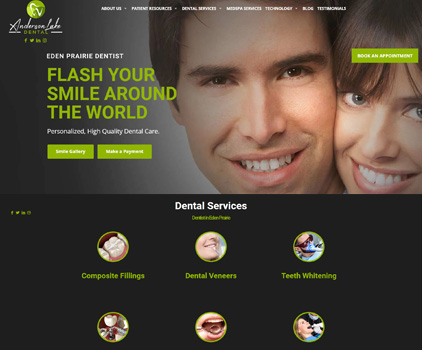 ABOUT US PATIENT RESOURCES DENTAL SERVICES MEDSPA SERVICES TECHNOLOGY BLOG TESTIMONIALS
Anderson Lake
DENTAL
BOOK AN APPOINTMENT
EDEN PRAIRIE DENTIST
FLASH YOUR
SMILE AROUND
THE WORLD
Personalized, High Quality Dental Care.
Smile Gallery Make a Payment
Dental Services
Dentist in Eden Prairie
Composite Fillings Dental Veneers Teeth Whitening